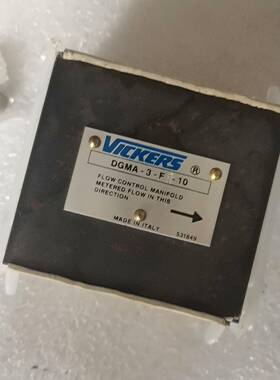 VICKERS ®
DGMA - 3 - F - 10
FLOW CONTROL MANIFOLD
METERED FLOW IN THIS
DIRECTION
MADE IN ITALY
531849